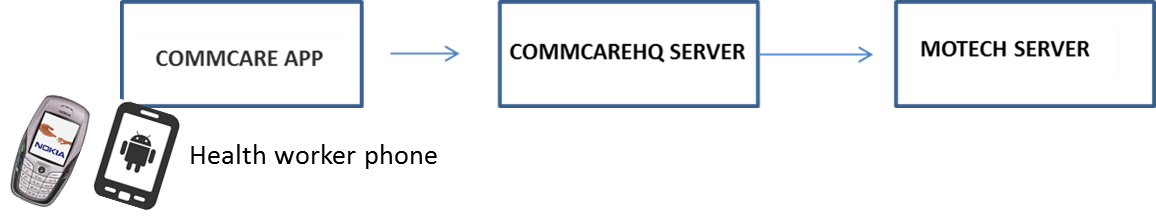 COMMCARE APP
COMMCAREHQ SERVER
MOTECH SERVER
NOKIA
Health worker phone